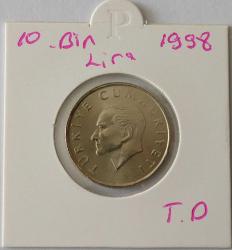 10 Bin 1998
Lira
TÜRKİYE CUMHURİYETİ
T.D